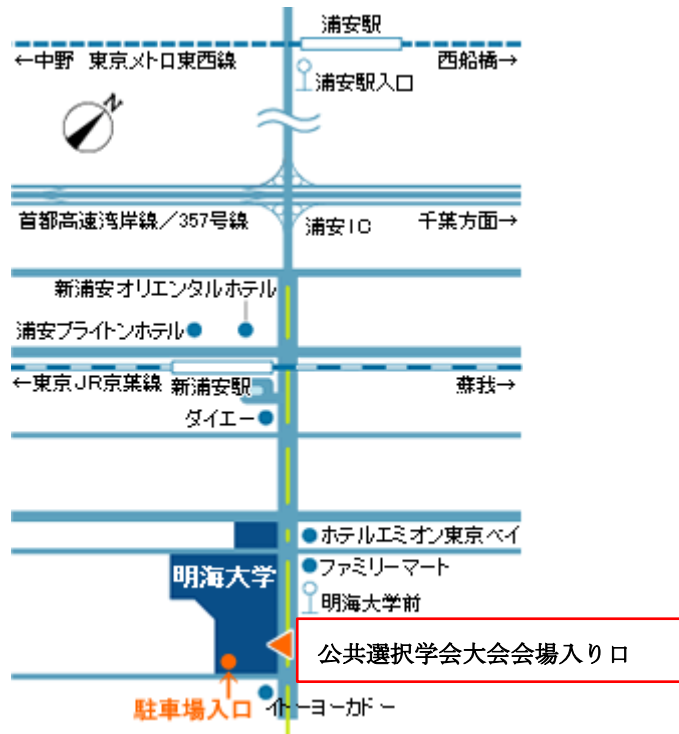 浦安駅
←中野 東京メトロ東西線
西船橋→
浦安駅入口
N
首都高速湾岸線／357号線
浦安IC
千葉方面→
新浦安オリエンタルホテル
浦安ブライトンホテル
←東京JR京葉線
新浦安駅
蘇我→
ダイエー
ホテルエミオン東京ベイ
明海大学
ファミリーマート
明海大学前
公共選択学会大会会場入り口
駐車場入口
イトーヨーカドー